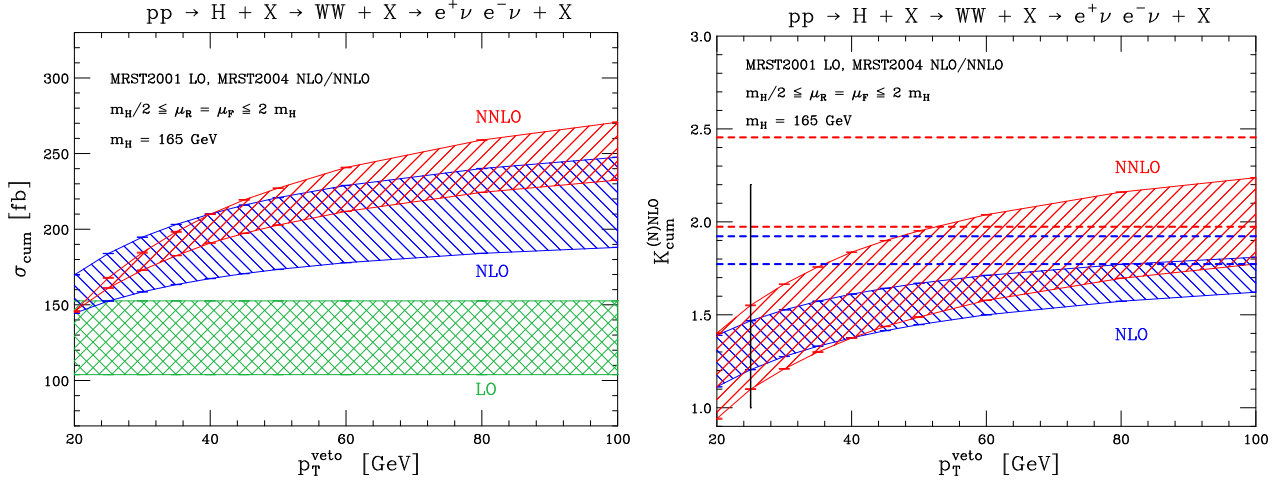 pp → H + X → WW + X → e⁺ν e⁻ν + X
σcum [fb]
300
250
200
150
100
MRST2001 LO, MRST2004 NLO/NNLO
m_H/2 ≦ μ_R = μ_F ≦ 2 m_H
m_H = 165 GeV
NNLO
NLO
LO
20 40 60 80 100
p_T^veto [GeV]
pp → H + X → WW + X → e⁺ν e⁻ν + X
K_cum^(N)NLO
3.0
2.5
2.0
1.5
1.0
MRST2001 LO, MRST2004 NLO/NNLO
m_H/2 ≦ μ_R = μ_F ≦ 2 m_H
m_H = 165 GeV
NNLO
NLO
20 40 60 80 100
p_T^veto [GeV]